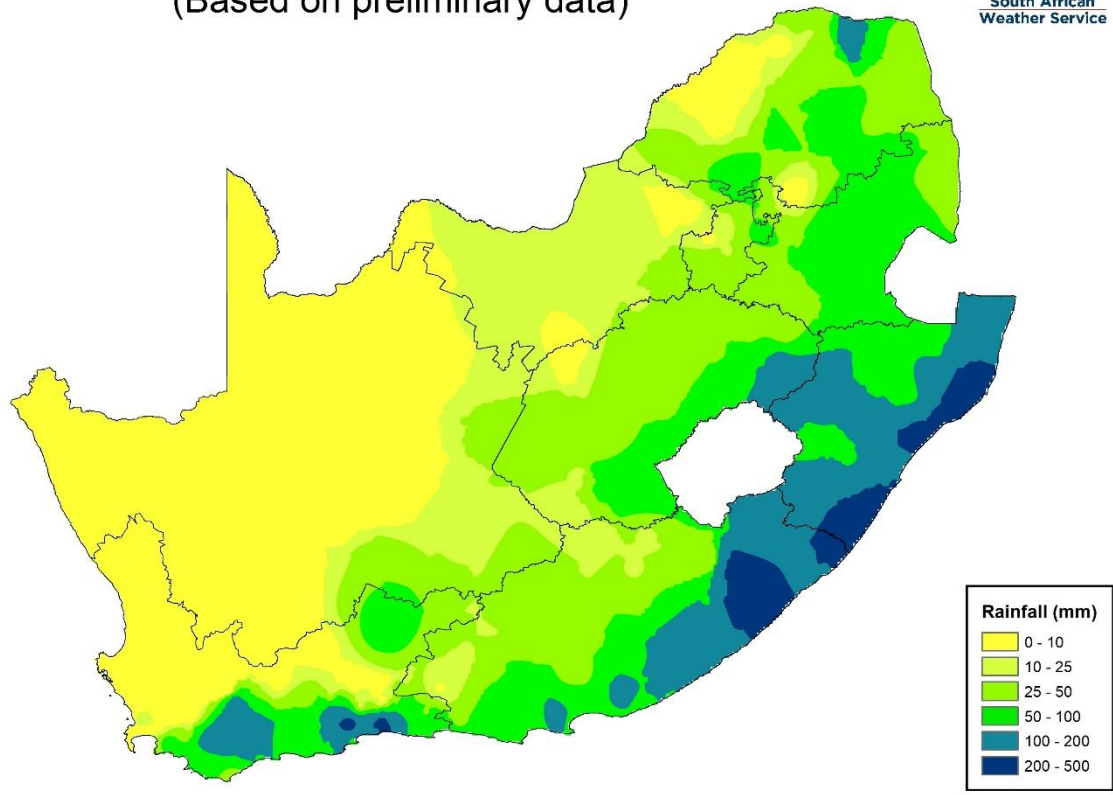 (Based on preliminary data)
South African
Weather Service
Rainfall (mm)
0 - 10
10 - 25
25 - 50
50 - 100
100 - 200
200 - 500